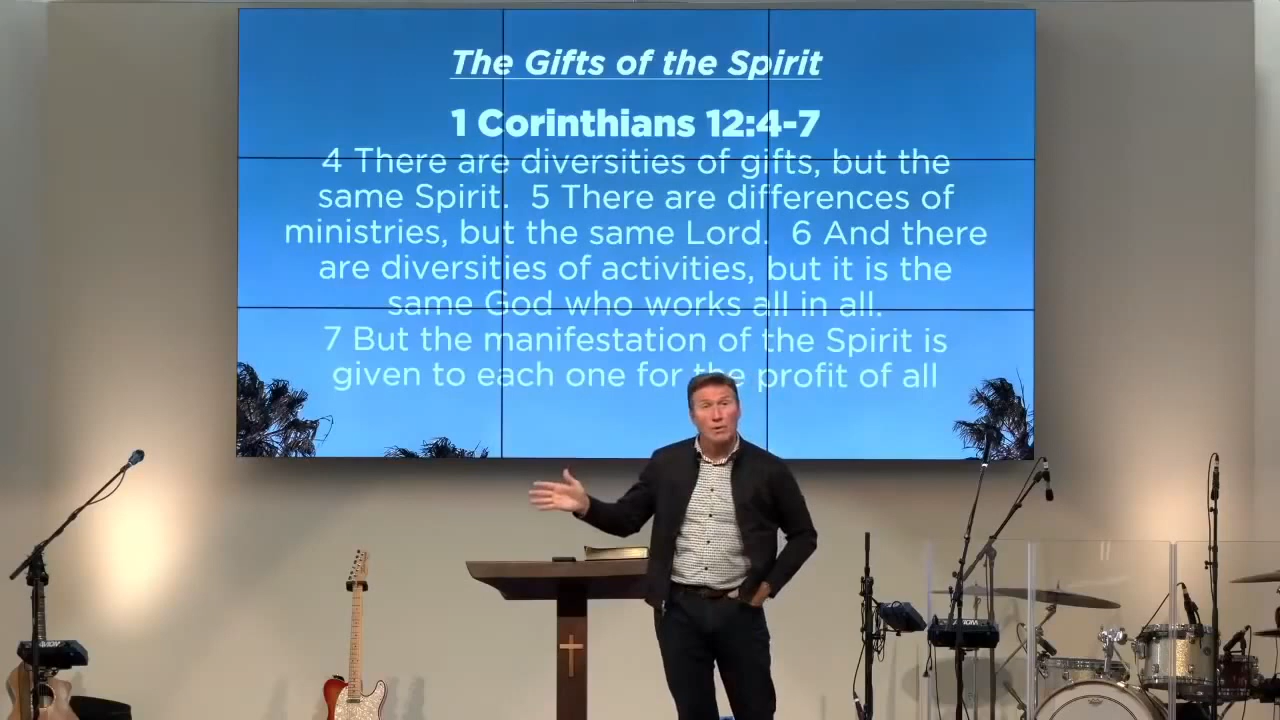 The Gifts of the Spirit
1 Corinthians 12:4-7
4 There are diversities of gifts, but the
same Spirit.  5 There are differences of
ministries, but the same Lord.  6 And there
are diversities of activities, but it is the
same God who works all in all.
7 But the manifestation of the Spirit is
given to each one for the profit of all
AVIOM
AVIOM